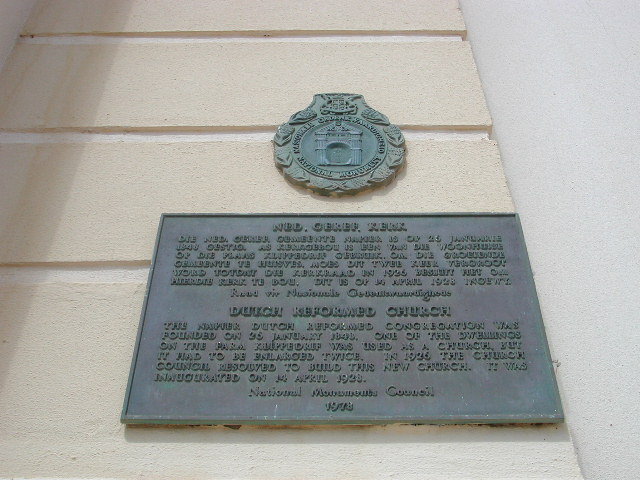 HISTORIESE GEDENKWAARDIGHEID
NATIONAL MONUMENT
NED. GEREF. KERK
DIE NED. GEREF. GEMEENTE NAPIER IS OP 26 JANUARIE
1848 GESTIG. AS KERKGEBOU IS EEN VAN DIE WOONHUISE
OP DIE PLAAS KLIPPEDRIF GEBRUIK. OM DIE GROEIENDE
GEMEENTE TE HUISVES, MOES DIT TWEE KEER VERGROOT
WORD TOTDAT DIE KERKRAAD IN 1926 BESLUIT HET OM
HIERDIE KERK TE BOU. DIT IS OP 14 APRIL 1928 INGEWY.
Raad vir Nasionale Gedenkwaardighede
DUTCH REFORMED CHURCH
THE NAPIER DUTCH REFORMED CONGREGATION WAS
FOUNDED ON 26 JANUARY 1848. ONE OF THE DWELLINGS
ON THE FARM KLIPPEDRIF WAS USED AS A CHURCH, BUT
IT HAD TO BE ENLARGED TWICE. IN 1926 THE CHURCH
COUNCIL RESOLVED TO BUILD THIS NEW CHURCH. IT WAS
INAUGURATED ON 14 APRIL 1928.
National Monuments Council
1978